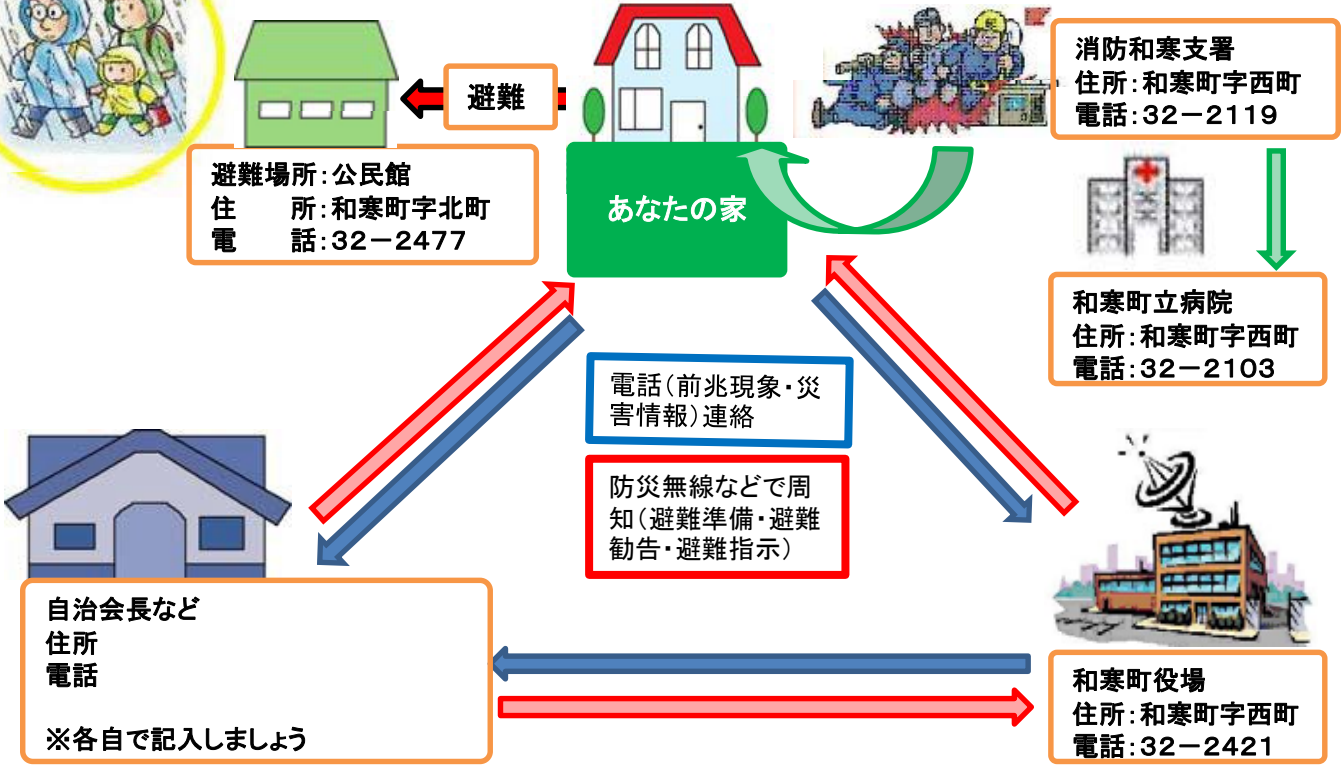 避難
避難場所:公民館
住　　所:和寒町字北町
電　　話:32－2477
あなたの家
消防和寒支署
住所:和寒町字西町
電話:32－2119
和寒町立病院
住所:和寒町字西町
電話:32－2103
電話(前兆現象・災
害情報)連絡
防災無線などで周
知(避難準備・避難
勧告・避難指示)
自治会長など
住所
電話
※各自で記入しましょう
和寒町役場
住所:和寒町字西町
電話:32－2421